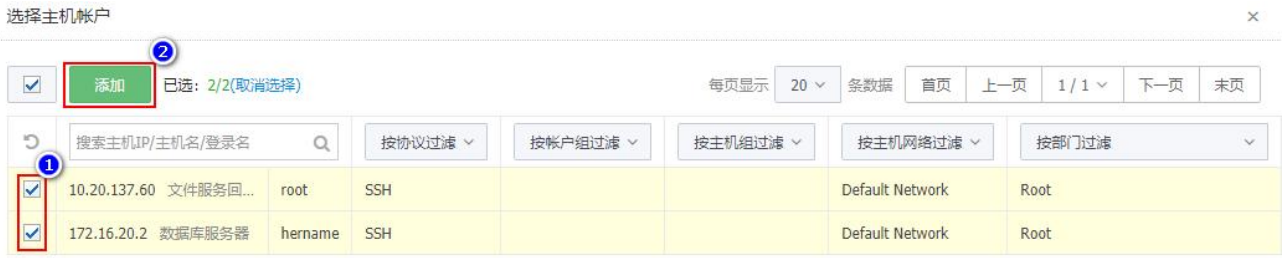 选择主机帐户 ×
2
添加 已选: 2/2(取消选择) 每页显示 20 条数据 首页 上一页 1 / 1 下一页 末页
搜索主机IP/主机名/登录名 按协议过滤 按帐户组过滤 按主机组过滤 按主机网络过滤 按部门过滤
1
10.20.137.60 文件服务回... root SSH Default Network Root
172.16.20.2 数据库服务器 hername SSH Default Network Root